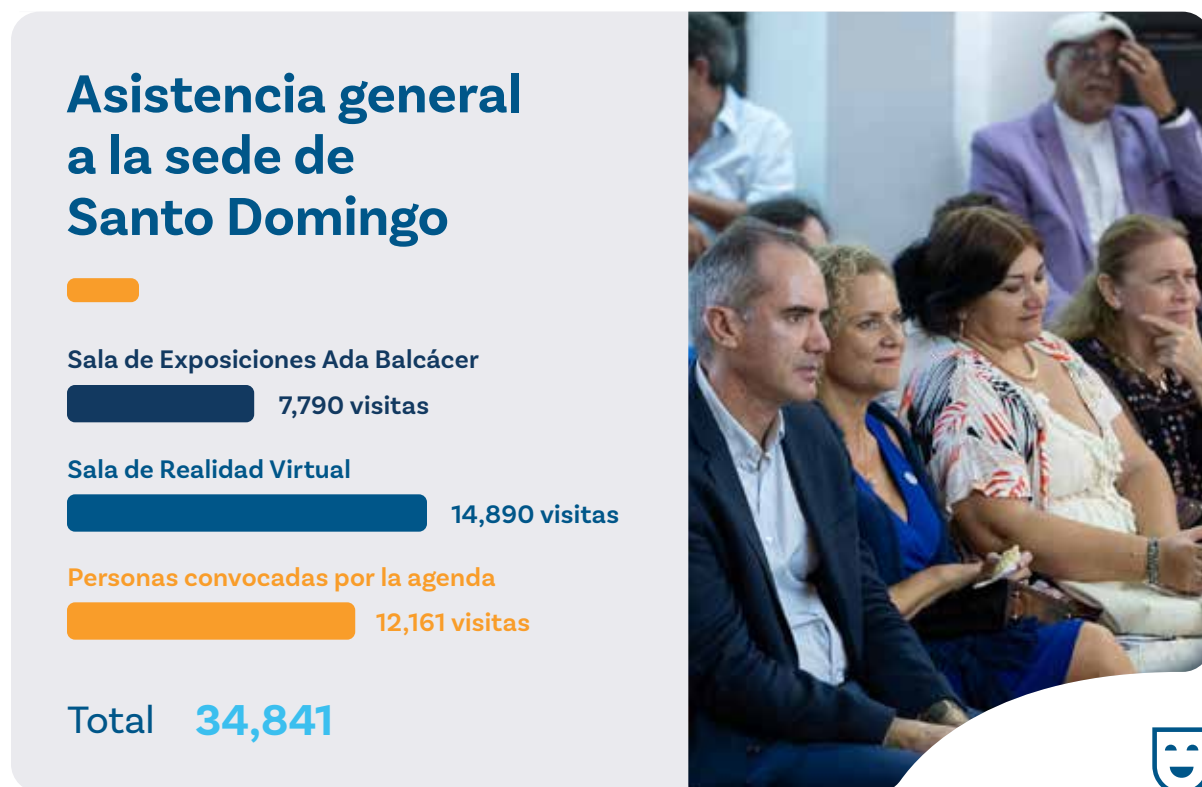 Asistencia general
a la sede de
Santo Domingo
Sala de Exposiciones Ada Balcácer
7,790 visitas
Sala de Realidad Virtual
14,890 visitas
Personas convocadas por la agenda
12,161 visitas
Total 34,841